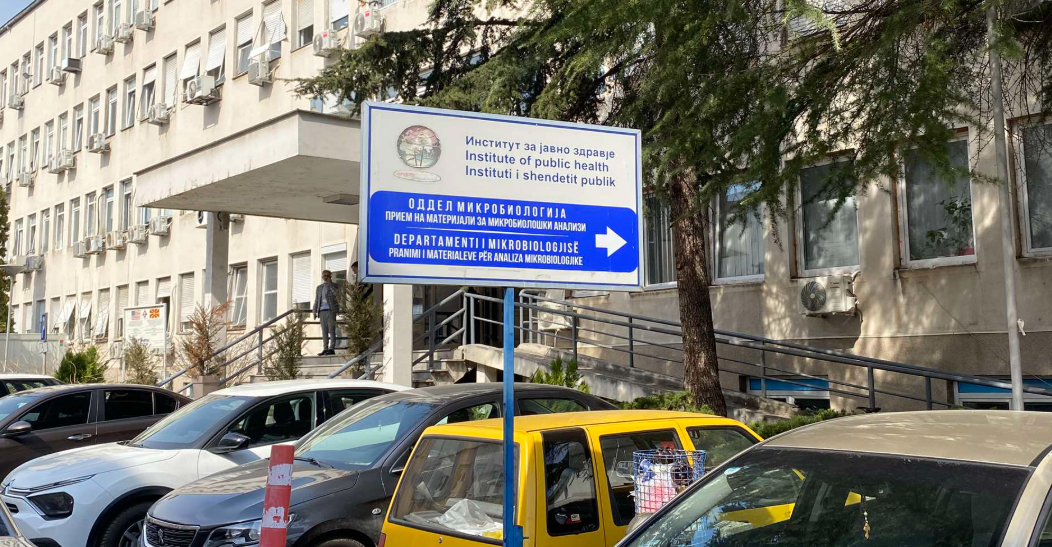 Институт за јавно здравје
Institute of public health
Instituti i shendetit publik
ОДДЕЛ МИКРОБИОЛОГИЈА
ПРИЕМ НА МАТЕРИЈАЛИ ЗА МИКРОБИОЛОШКИ АНАЛИЗИ
DEPARTAMENTI I MIKROBIOLOGJISË
PRANIMI I MATERIALEVE PËR ANALIZA MIKROBIOLOGJIKE